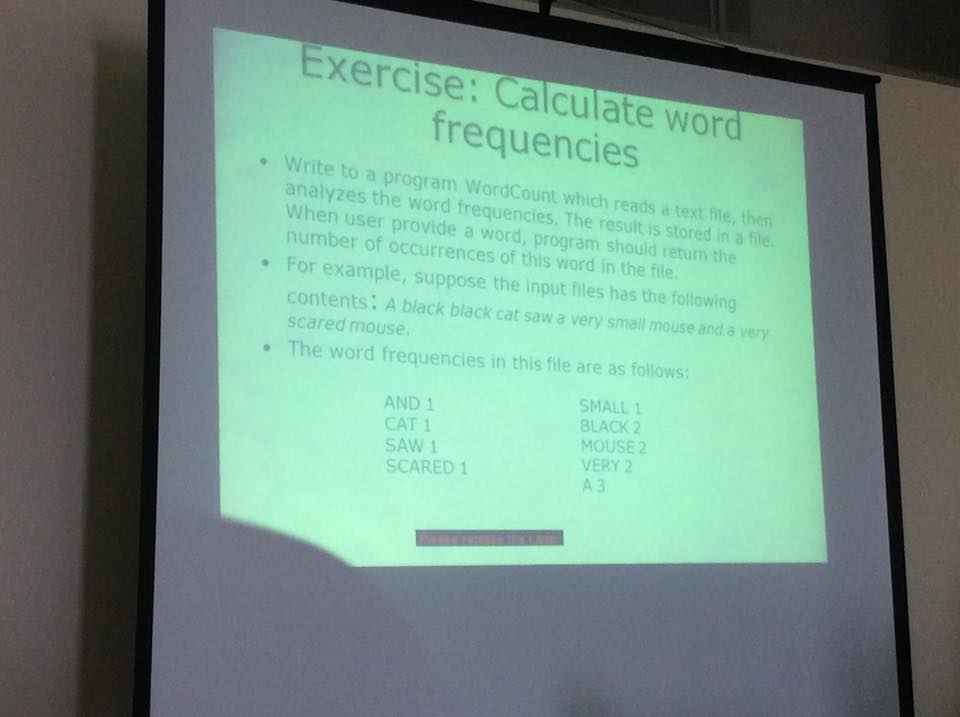 Exercise: Calculate word
frequencies
• Write to a program WordCount which reads a text file, then
analyzes the word frequencies. The result is stored in a file.
When user provide a word, program should return the
number of occurrences of this word in the file.
• For example, suppose the input files has the following
contents: A black black cat saw a very small mouse and a very
scared mouse.
• The word frequencies in this file are as follows:
AND 1
CAT 1
SAW 1
SCARED 1
SMALL 1
BLACK 2
MOUSE 2
VERY 2
A 3
Please replace the Lamp.